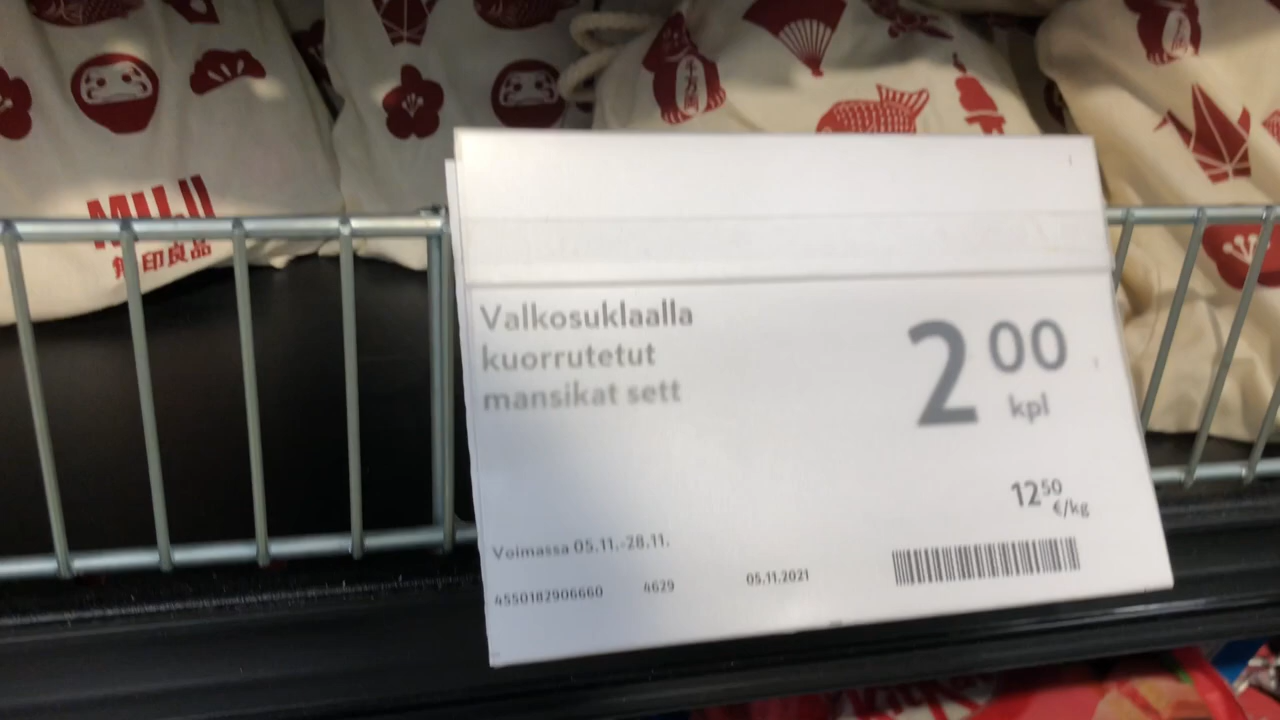 MUJI
無印良品
Valkosuklaalla
kuorrutetut
mansikat sett
2 00
kpl
12 50
€/kg
Voimassa 05.11.-28.11.
4550182906660 4629 05.11.2021